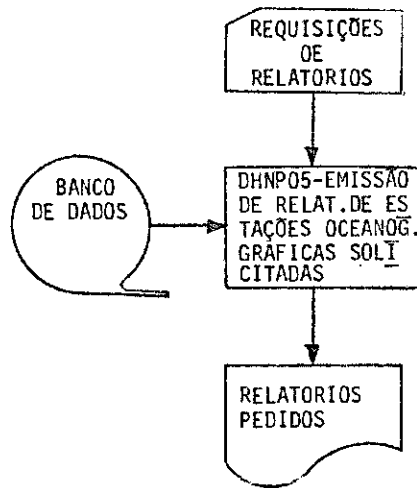 REQUISIÇÕES
DE
RELATORIOS
BANCO
DE DADOS
DHNP05-EMISSÃO
DE RELAT.DE ES
TAÇÕES OCEANOG.
GRÁFICAS SOLI
CITADAS
RELATORIOS
PEDIDOS